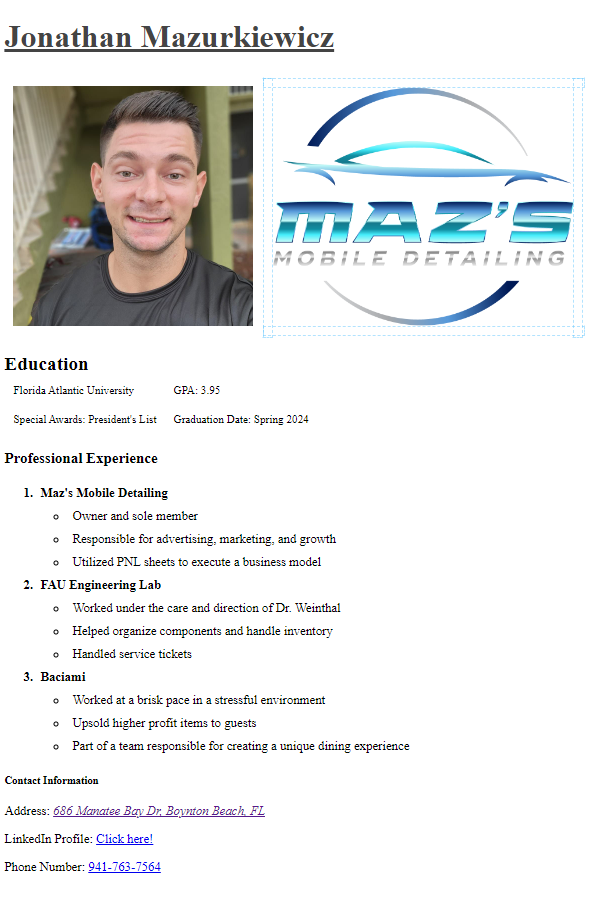 Jonathan Mazurkiewicz
MAZ'S
MOBILE DETAILING
Education
Florida Atlantic University GPA: 3.95
Special Awards: President's List Graduation Date: Spring 2024
Professional Experience
1. Maz's Mobile Detailing
Owner and sole member
Responsible for advertising, marketing, and growth
Utilized PNL sheets to execute a business model
2. FAU Engineering Lab
Worked under the care and direction of Dr. Weinthal
Helped organize components and handle inventory
Handled service tickets
3. Baciami
Worked at a brisk pace in a stressful environment
Upsold higher profit items to guests
Part of a team responsible for creating a unique dining experience
Contact Information
Address: 686 Manatee Bay Dr, Boynton Beach, FL
LinkedIn Profile: Click here!
Phone Number: 941-763-7564